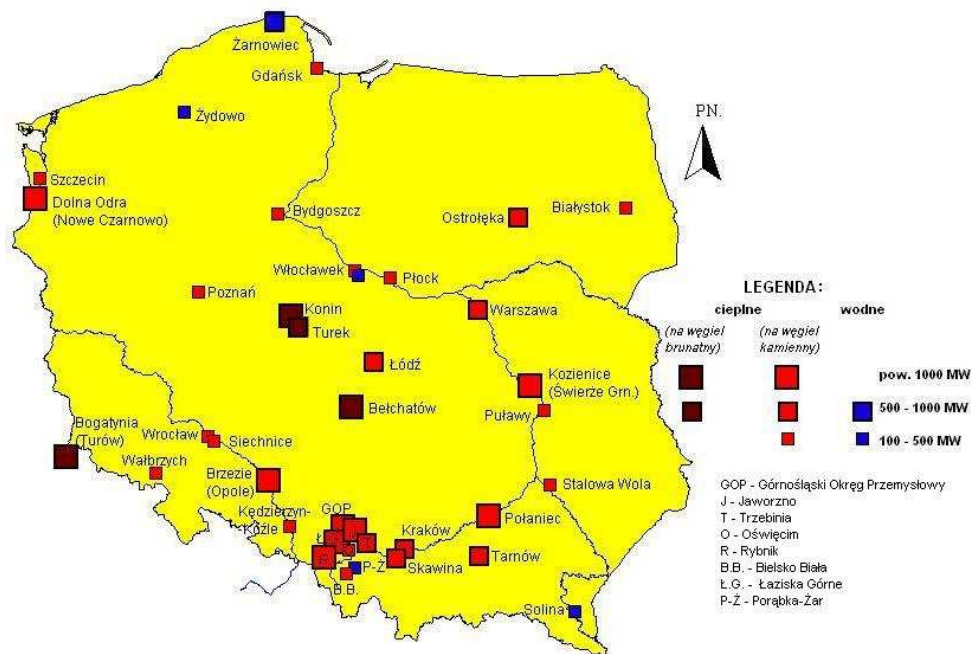 Żarnowiec
Gdańsk
Żydowo
PN.
Szczecin
Dolna Odra
(Nowe Czarnowo)
Bydgoszcz
Ostrołęka
Białystok
Włocławek
Płock
Poznań
Konin
Turek
Warszawa
Łódź
Kozienice
(Świerże Grn.)
Puławy
Bełchatów
Bogatynia
(Turów)
Wrocław
Siechnice
Wałbrzych
Brzezie
(Opole)
Kędzierzyn-
Koźle
GOP
Kraków
Połaniec
Stalowa Wola
Skawina
Tarnów
P-Ż
B.B.
Solina
LEGENDA:
cieplne
wodne
(na węgiel
brunatny)
(na węgiel
kamienny)
pow. 1000 MW
500 - 1000 MW
100 - 500 MW
GOP - Górnośląski Okręg Przemysłowy
J - Jaworzno
T - Trzebinia
O - Oświęcim
R - Rybnik
B.B. - Bielsko Biała
Ł.G. - Łaziska Górne
P-Ż - Porąbka-Żar